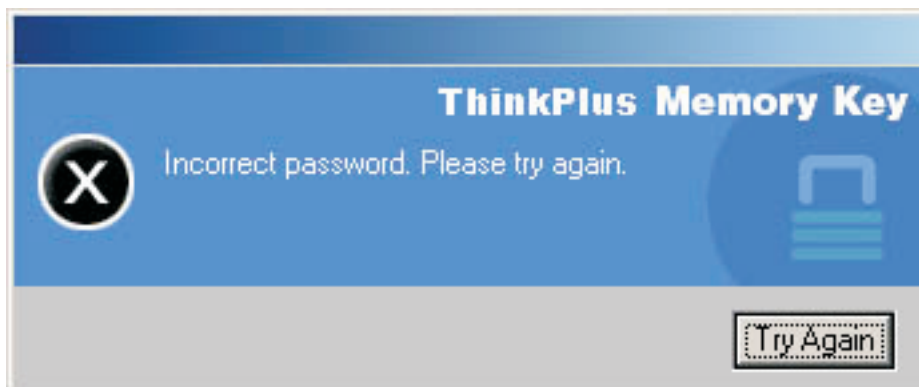 ThinkPlus Memory Key
Incorrect password. Please try again.
Try Again